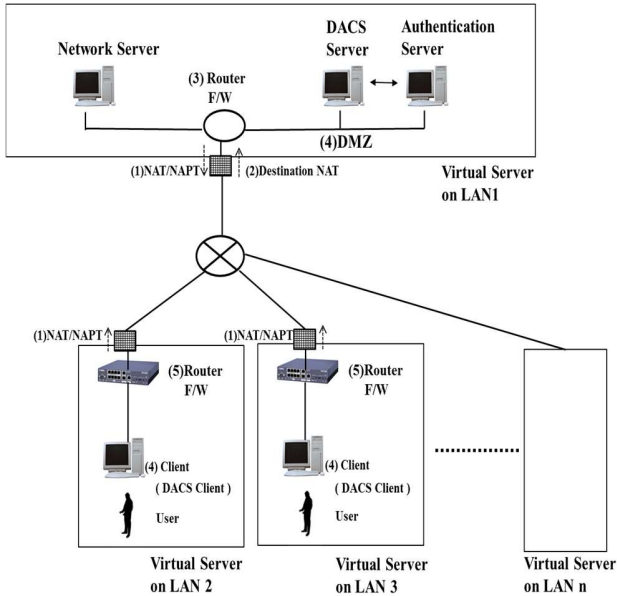 Network Server
DACS
Server
Authentication
Server
(3) Router
F/W
(4)DMZ
(1)NAT/NAPT
(2)Destination NAT
Virtual Server
on LAN1
(1)NAT/NAPT
(1)NAT/NAPT
(5)Router
F/W
(5)Router
F/W
(4) Client
( DACS Client )
User
(4) Client
( DACS Client )
User
Virtual Server
on LAN 2
Virtual Server
on LAN 3
Virtual Server
on LAN n